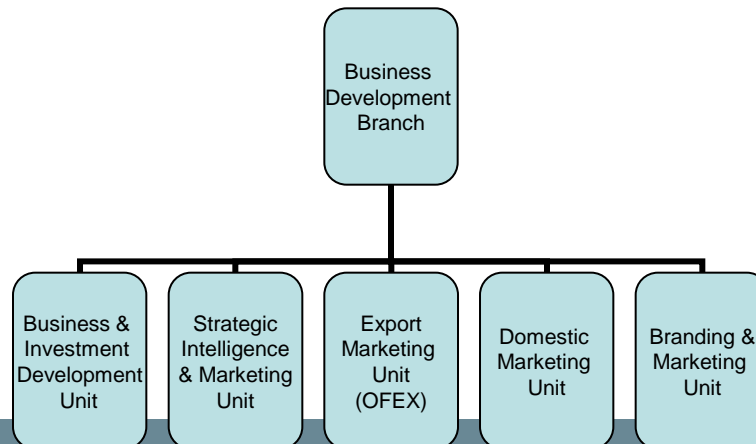 Business
Development
Branch
Business &
Investment
Development
Unit
Strategic
Intelligence
& Marketing
Unit
Export
Marketing
Unit
(OFEX)
Domestic
Marketing
Unit
Branding &
Marketing
Unit